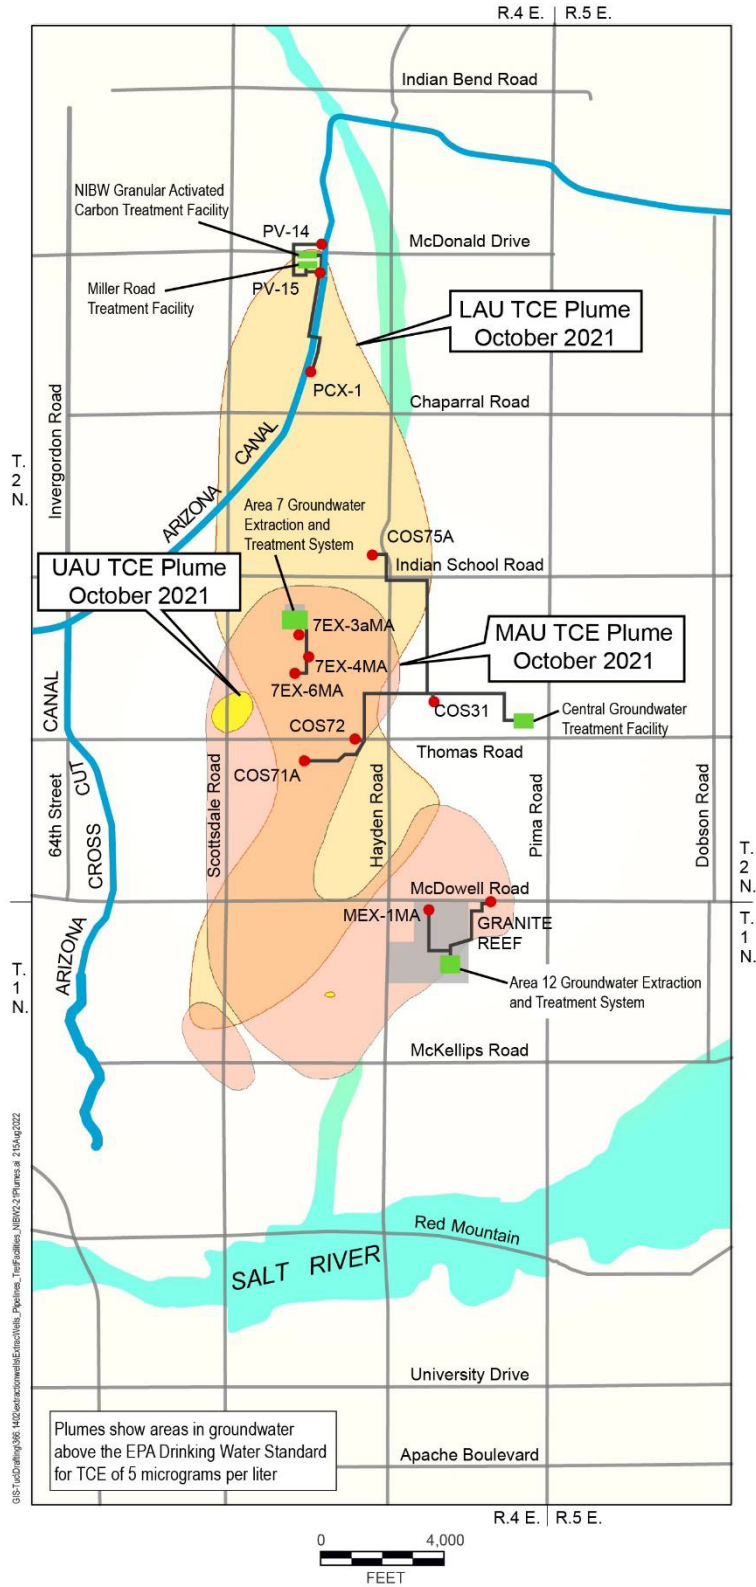 R.4 E. R.5 E.
Indian Bend Road
NIBW Granular Activated
Carbon Treatment Facility
PV-14
McDonald Drive
Miller Road
Treatment Facility
PV-15
LAU TCE Plume
October 2021
PCX-1
Chaparral Road
Invergordon Road
ARIZONA CANAL
T.
2
N.
Area 7 Groundwater
Extraction and
Treatment System
COS75A
Indian School Road
UAU TCE Plume
October 2021
7EX-3aMA
MAU TCE Plume
October 2021
7EX-4MA
7EX-6MA
COS31
Central Groundwater
Treatment Facility
COS72
Thomas Road
COS71A
64th Street
Scottsdale Road
Hayden Road
Pima Road
Dobson Road
ARIZONA CROSS CUT CANAL
T.
2
N.
McDowell Road
MEX-1MA
GRANITE
REEF
T.
1
N.
T.
1
N.
Area 12 Groundwater Extraction
and Treatment System
McKellips Road
Red Mountain
SALT RIVER
University Drive
Plumes show areas in groundwater
above the EPA Drinking Water Standard
for TCE of 5 micrograms per liter
Apache Boulevard
R.4 E. R.5 E.
0 4,000
FEET